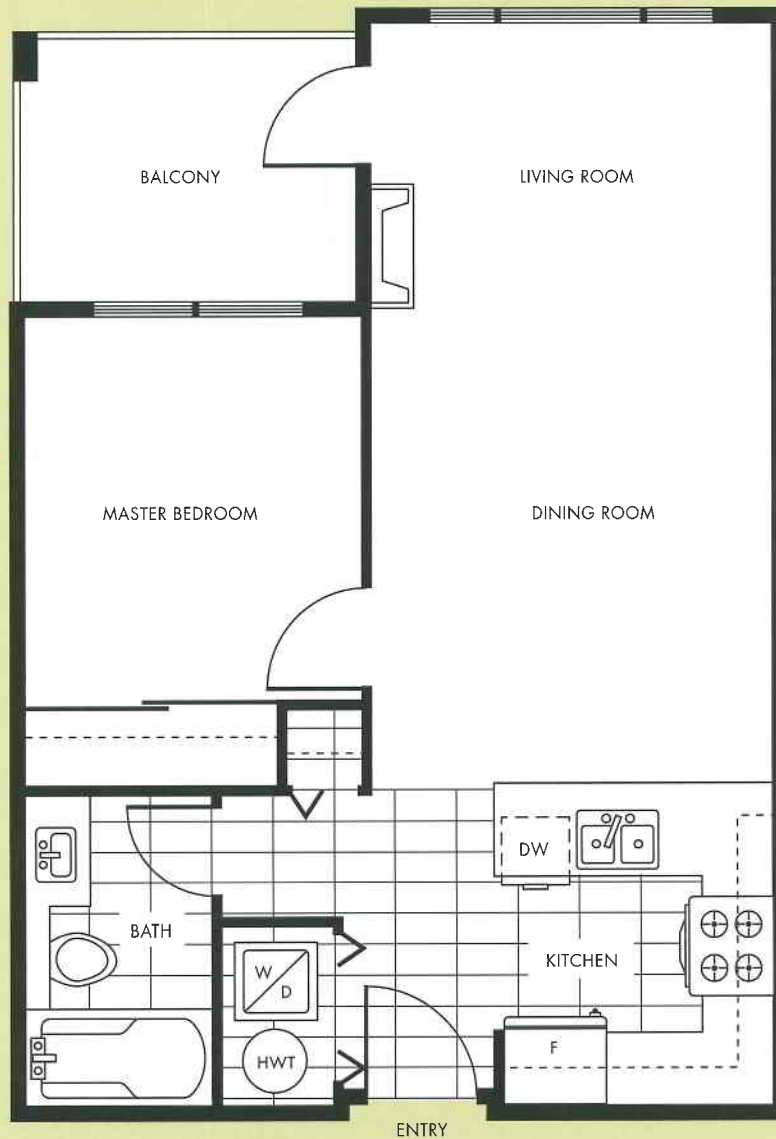 BALCONY
LIVING ROOM
MASTER BEDROOM
DINING ROOM
DW
BATH
KITCHEN
W
D
HWT
F
ENTRY